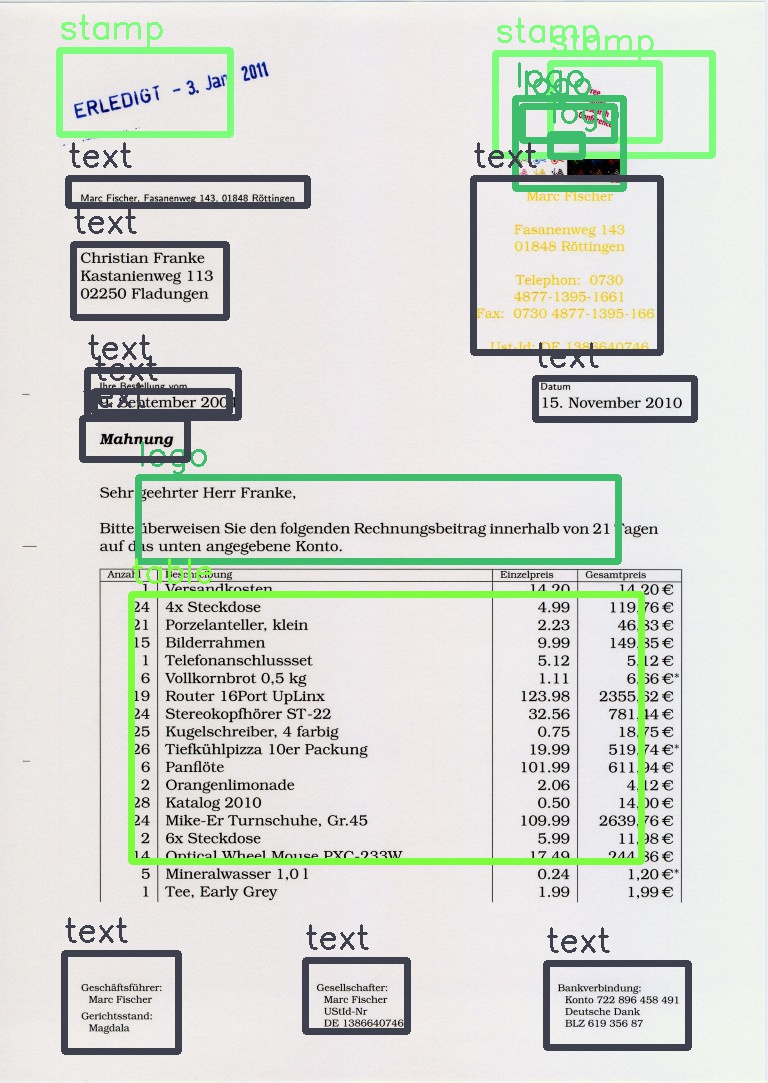 stamp
ERLEDIGT - 3. Jan 2011
stamp
stamp
logo
logo
logo
text
Marc Fischer, Fasanenweg 143, 01848 Röttingen
text
Christian Franke
Kastanienweg 113
02250 Fladungen
text
Marc Fischer
Fasanenweg 143
01848 Röttingen
Telephon: 0730
4877-1395-1661
Fax: 0730 4877-1395-166
Ust-Id: DE 1386640746
text
text
text
Ihre Bestellung vom
September
text
Datum
15. November 2010
Mahnung
logo
Sehr geehrter Herr Franke,
Bitte überweisen Sie den folgenden Rechnungsbeitrag innerhalb von 21 Tagen
auf das unten angegebene Konto.
table
Anzahl Beschreibung Einzelpreis Gesamtpreis
1 Versandkosten 14.20 14,20 €
24 4x Steckdose 4.99 119,76 €
21 Porzelanteller, klein 2.23 46,83 €
15 Bilderrahmen 9.99 149,85 €
1 Telefonanschlussset 5.12 5,12 €
6 Vollkornbrot 0,5 kg 1.11 6,66 €*
19 Router 16Port UpLinx 123.98 2355,62 €
24 Stereokopfhörer ST-22 32.56 781,44 €
25 Kugelschreiber, 4 farbig 0.75 18,75 €
26 Tiefkühlpizza 10er Packung 19.99 519,74 €*
6 Panflöte 101.99 611,94 €
2 Orangenlimonade 2.06 4,12 €
28 Katalog 2010 0.50 14,00 €
24 Mike-Er Turnschuhe, Gr.45 109.99 2639,76 €
2 6x Steckdose 5.99 11,98 €
14 Optical Wheel Mouse PXC-233W 17.49 244,86 €
5 Mineralwasser 1,0 l 0.24 1,20 €*
1 Tee, Early Grey 1.99 1,99 €
text
Geschäftsführer:
Marc Fischer
Gerichtsstand:
Magdala
text
Gesellschafter:
Marc Fischer
UStId-Nr
DE 1386640746
text
Bankverbindung:
Konto 722 896 458 491
Deutsche Dank
BLZ 619 356 87